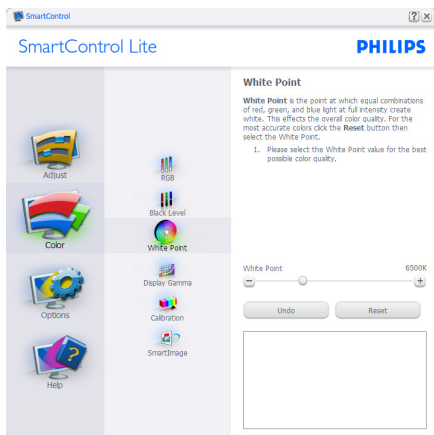 SmartControl
? x
SmartControl Lite
PHILIPS
Adjust
Color
Options
Help
RGB
Black Level
White Point
Display Gamma
Calibration
SmartImage
White Point
White Point is the point at which equal combinations
of red, green, and blue light at full intensity create
white. This effects the overall color quality. For the
most accurate colors click the Reset button then
select the White Point.
1. Please select the White Point value for the best
possible color quality.
White Point 6500K
− +
Undo Reset